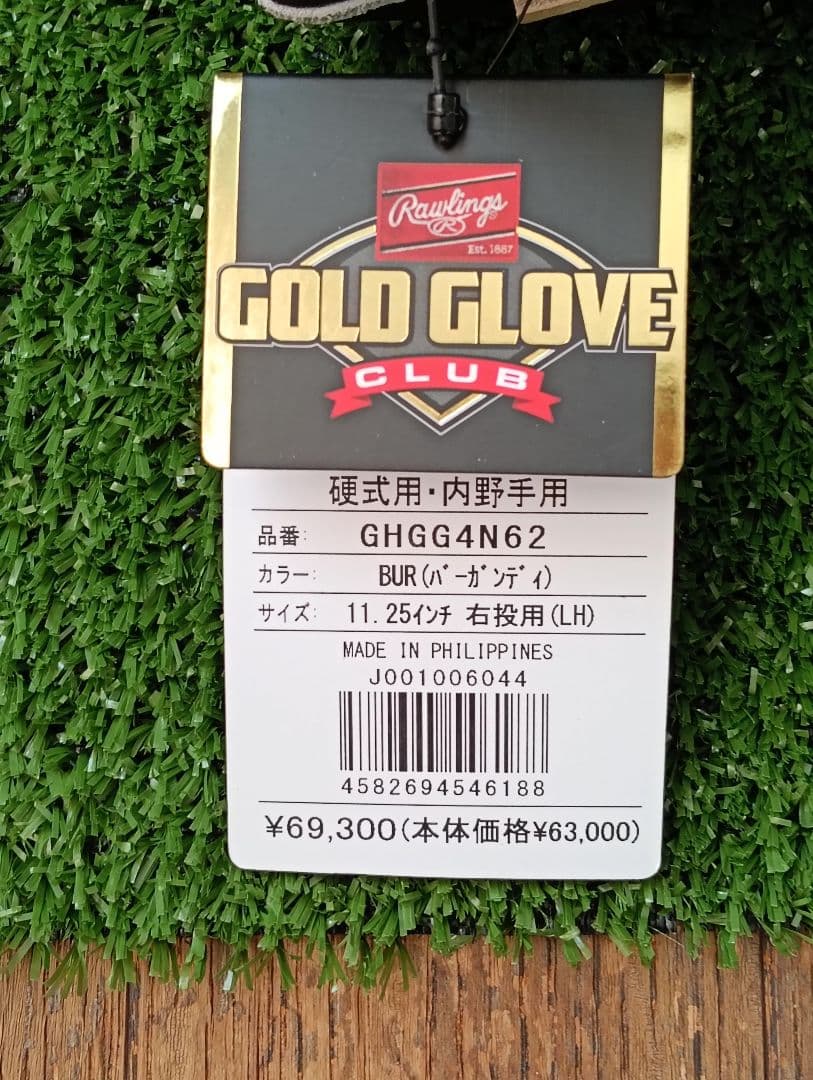 Rawlings
R
Est. 1887
GOLD GLOVE
CLUB
硬式用・内野手用
品番: GHGG4N62
カラー: BUR(ﾊﾞｰｶﾞﾝﾃﾞｨ)
サイズ: 11.25ｲﾝﾁ 右投用(LH)
MADE IN PHILIPPINES
J001006044
4582694546188
¥69,300(本体価格¥63,000)